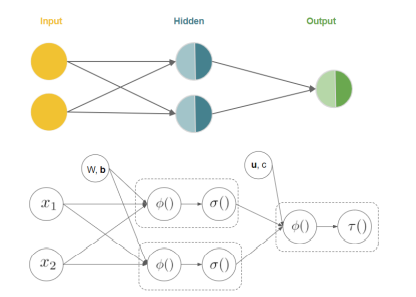 Input Hidden Output
W, b u, c
x₁ ϕ() σ() ϕ() τ()
x₂ ϕ() σ()